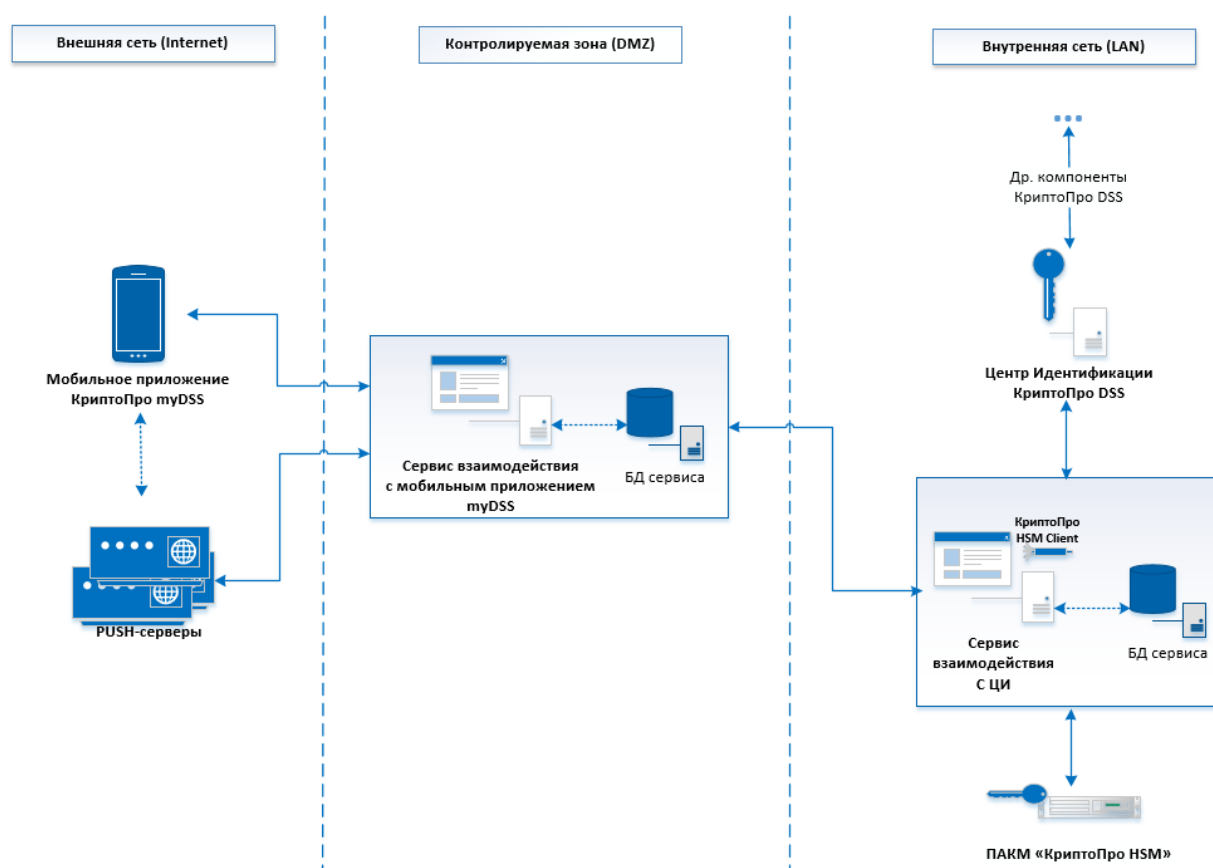 Внешняя сеть (Internet)
Контролируемая зона (DMZ)
Внутренняя сеть (LAN)
Др. компоненты
КриптоПро DSS
Центр Идентификации
КриптоПро DSS
Мобильное приложение
КриптоПро myDSS
Сервис взаимодействия
с мобильным приложением
myDSS
БД сервиса
PUSH-серверы
КриптоПро
HSM Client
Сервис
взаимодействия
С ЦИ
БД сервиса
ПАКМ «КриптоПро HSM»